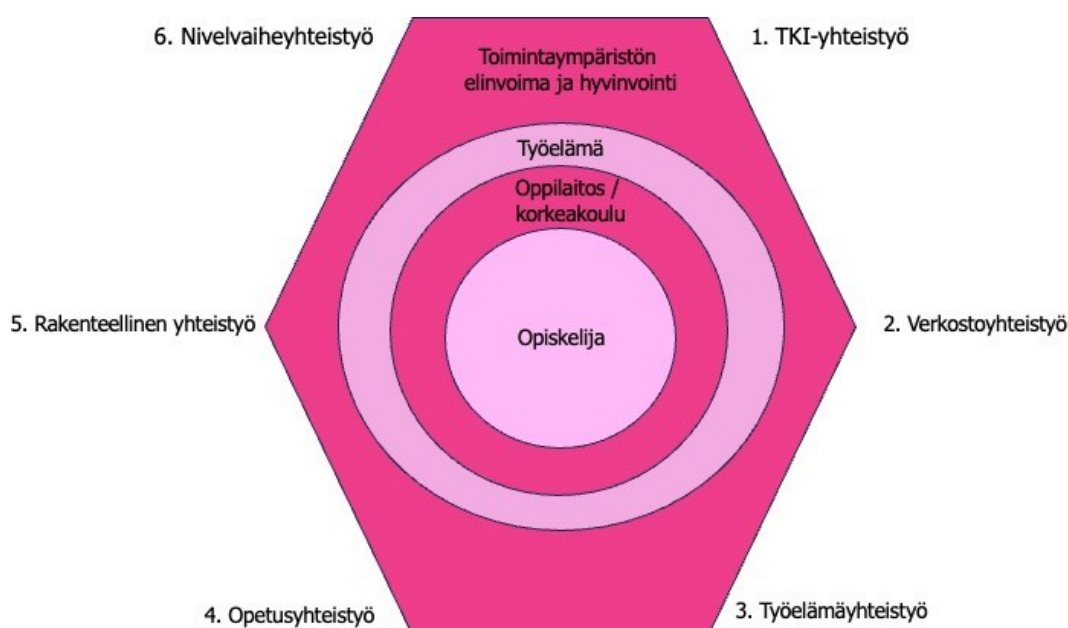 6. Nivelvaiheyhteistyö
1. TKI-yhteistyö
Toimintaympäristön
elinvoima ja hyvinvointi
Työelämä
Oppilaitos /
korkeakoulu
5. Rakenteellinen yhteistyö
Opiskelija
2. Verkostoyhteistyö
4. Opetusyhteistyö
3. Työelämäyhteistyö